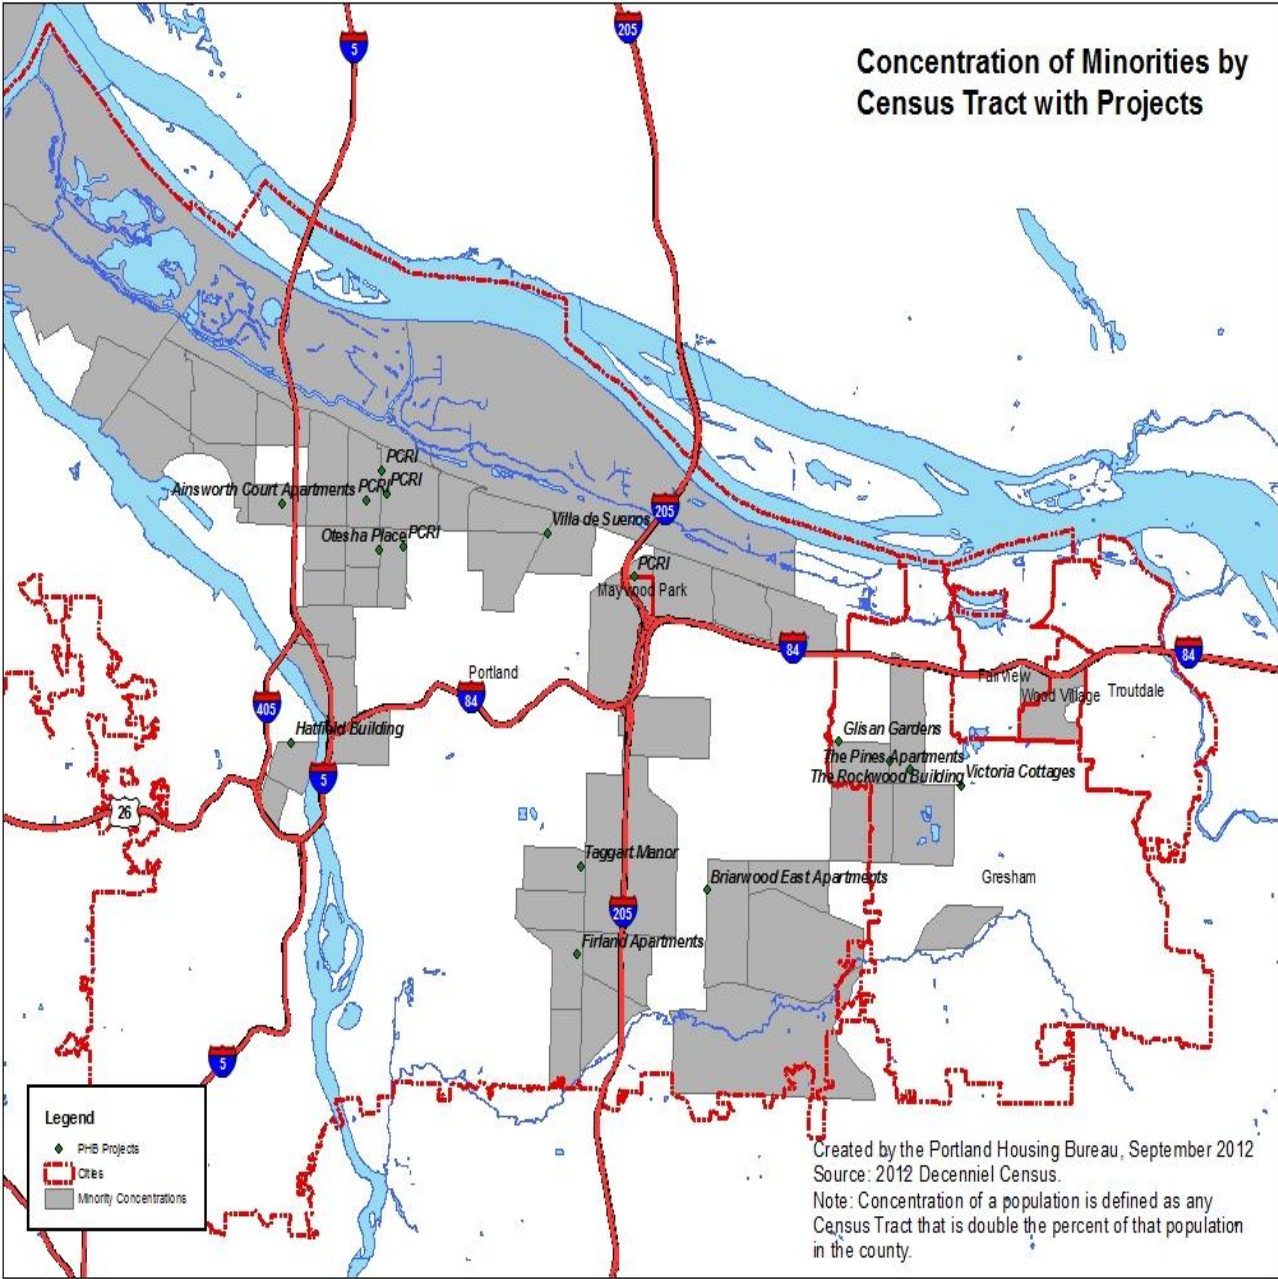 5
205
Concentration of Minorities by
Census Tract with Projects
PCRI
Ainsworth Court Apartments
PCRI
PCRI
Villa de Suenos
205
Otesha Place
PCRI
PCRI
Maywood Park
84
84
Portland
84
Fairview
Wood Village
Troutdale
405
Hatfield Building
Glisan Gardens
The Pines Apartments
The Rockwood Building
Victoria Cottages
5
26
Taggart Manor
Briarwood East Apartments
Gresham
205
Firland Apartments
5
Legend
PHB Projects
Cities
Minority Concentrations
Created by the Portland Housing Bureau, September 2012
Source: 2012 Decenniel Census.
Note: Concentration of a population is defined as any
Census Tract that is double the percent of that population
in the county.